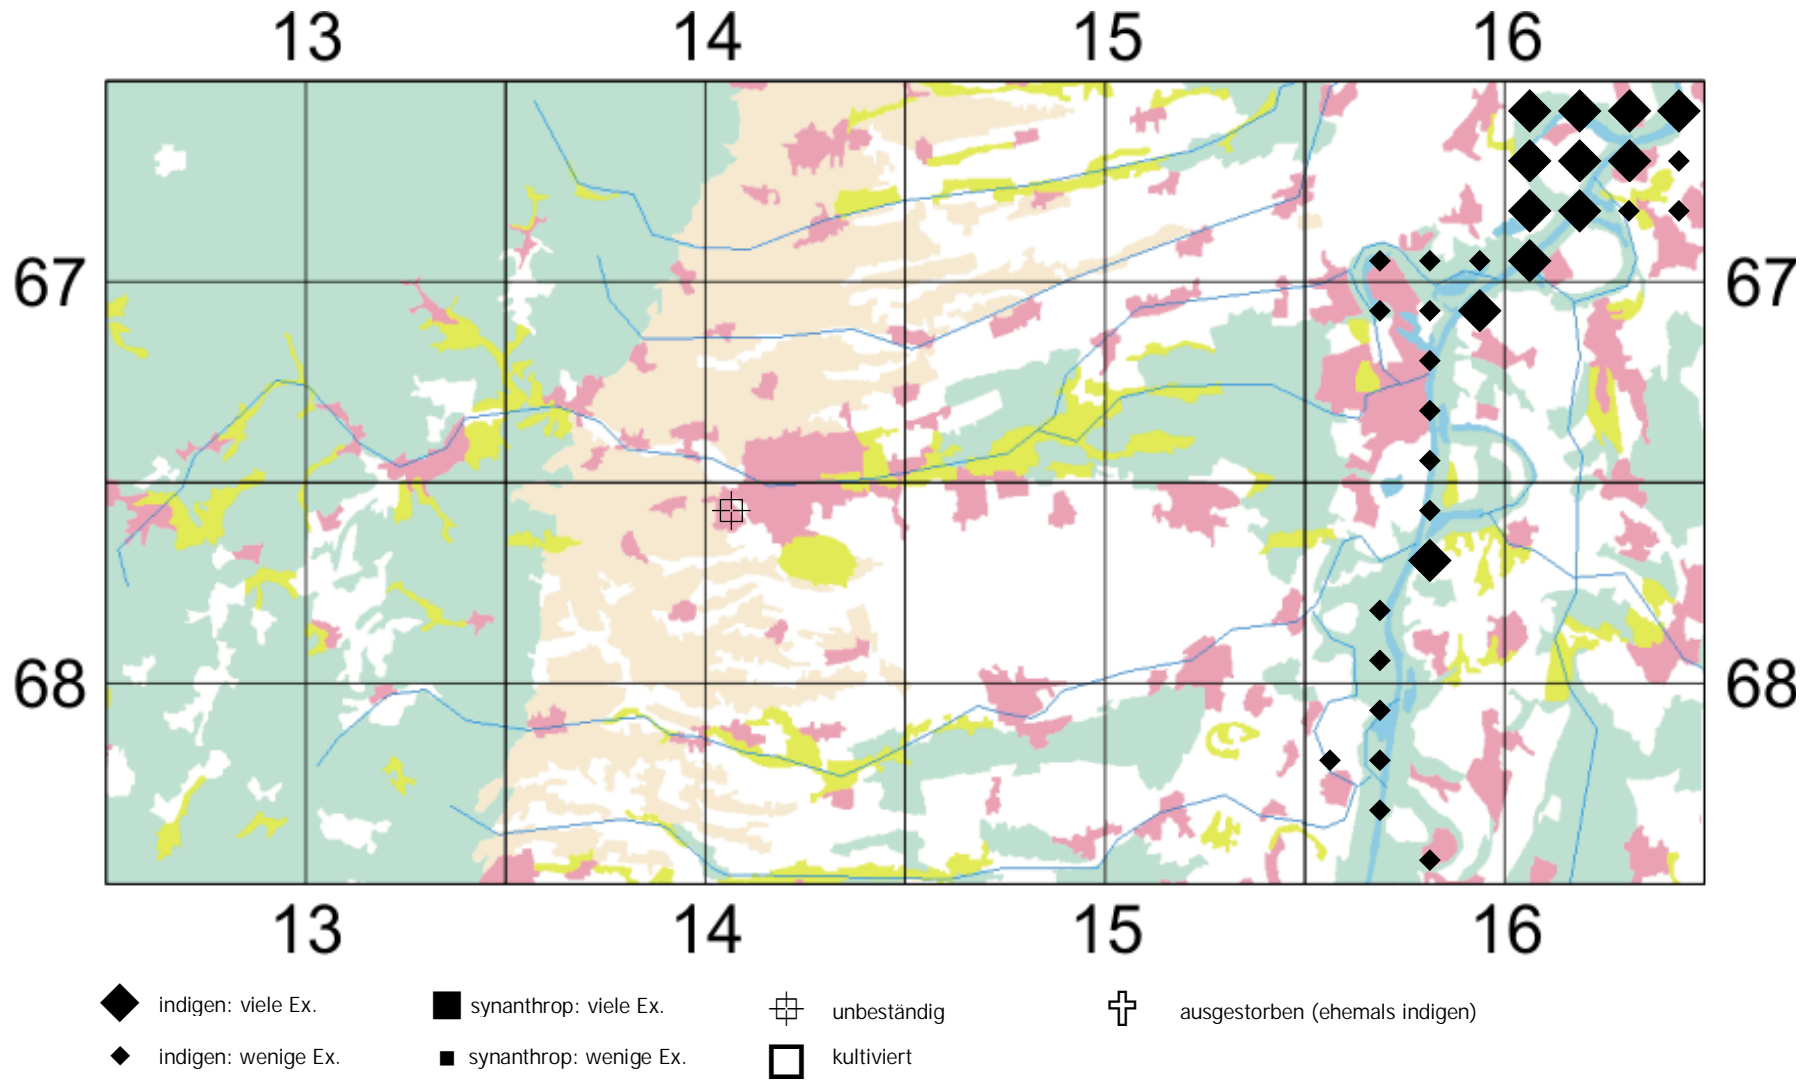 13 14 15 16
67 67
68 68
13 14 15 16
indigen: viele Ex. synanthrop: viele Ex. unbeständig ausgestorben (ehemals indigen)
indigen: wenige Ex. synanthrop: wenige Ex. kultiviert